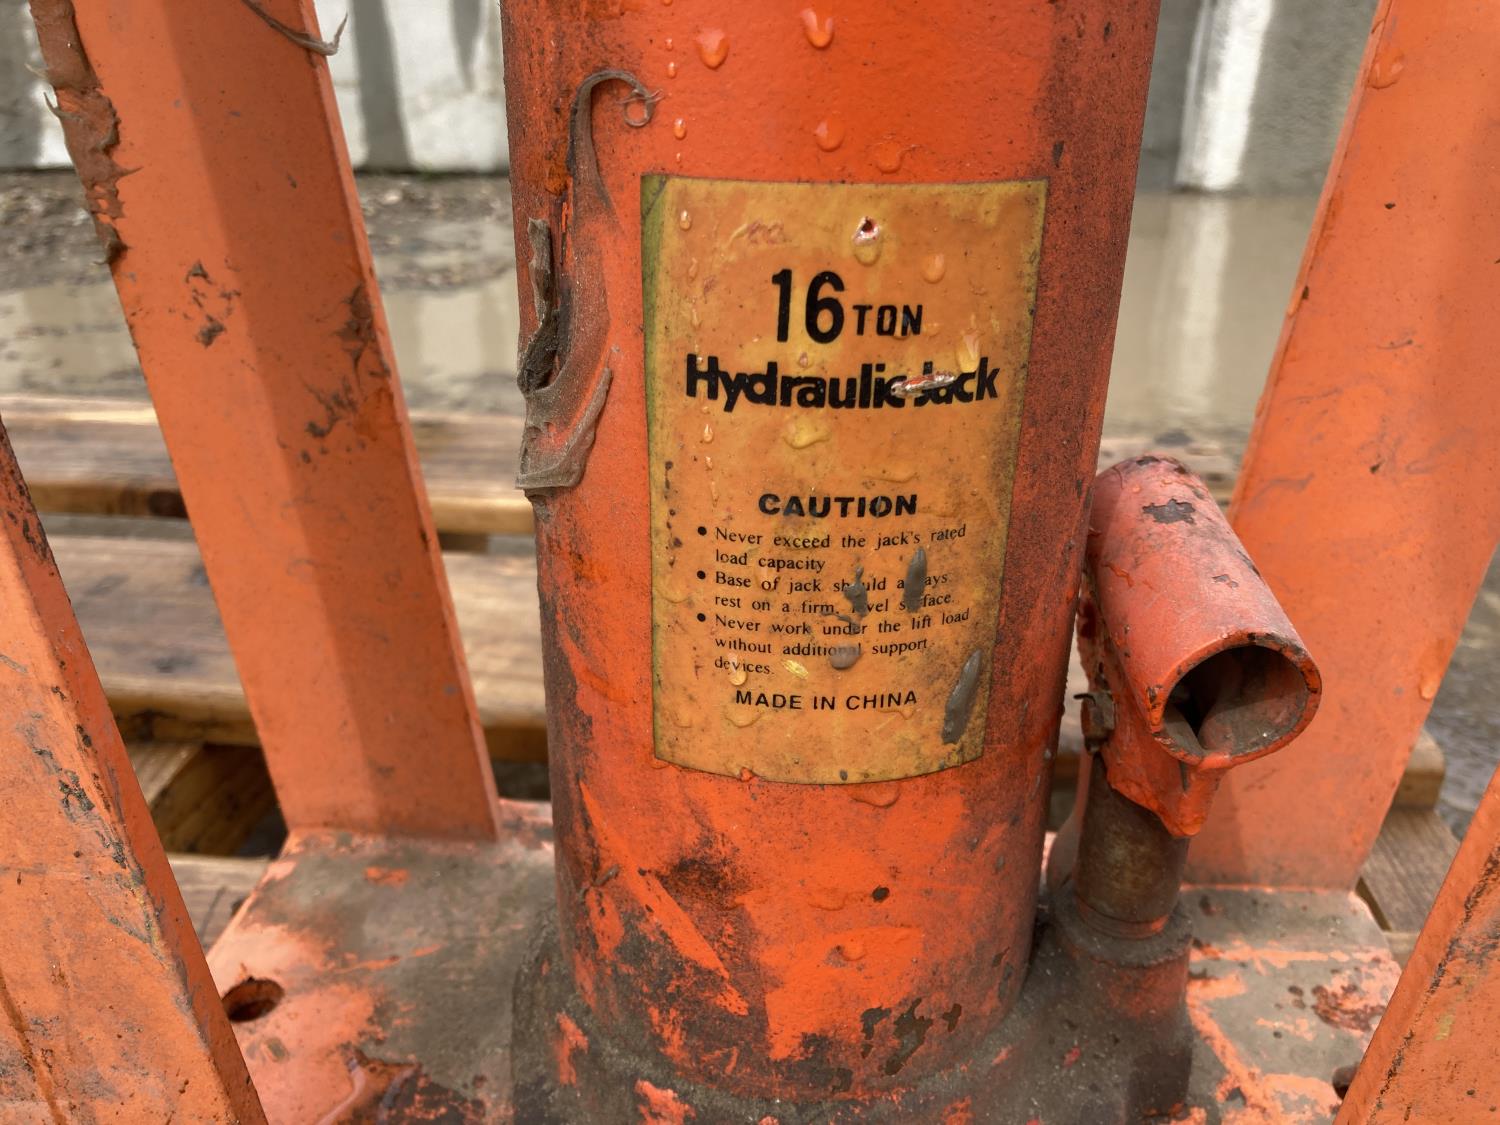 16 TON
Hydraulic Jack
CAUTION
• Never exceed the jack's rated
load capacity
• Base of jack should always
rest on a firm, level surface.
• Never work under the lift load
without additional support
devices.
MADE IN CHINA